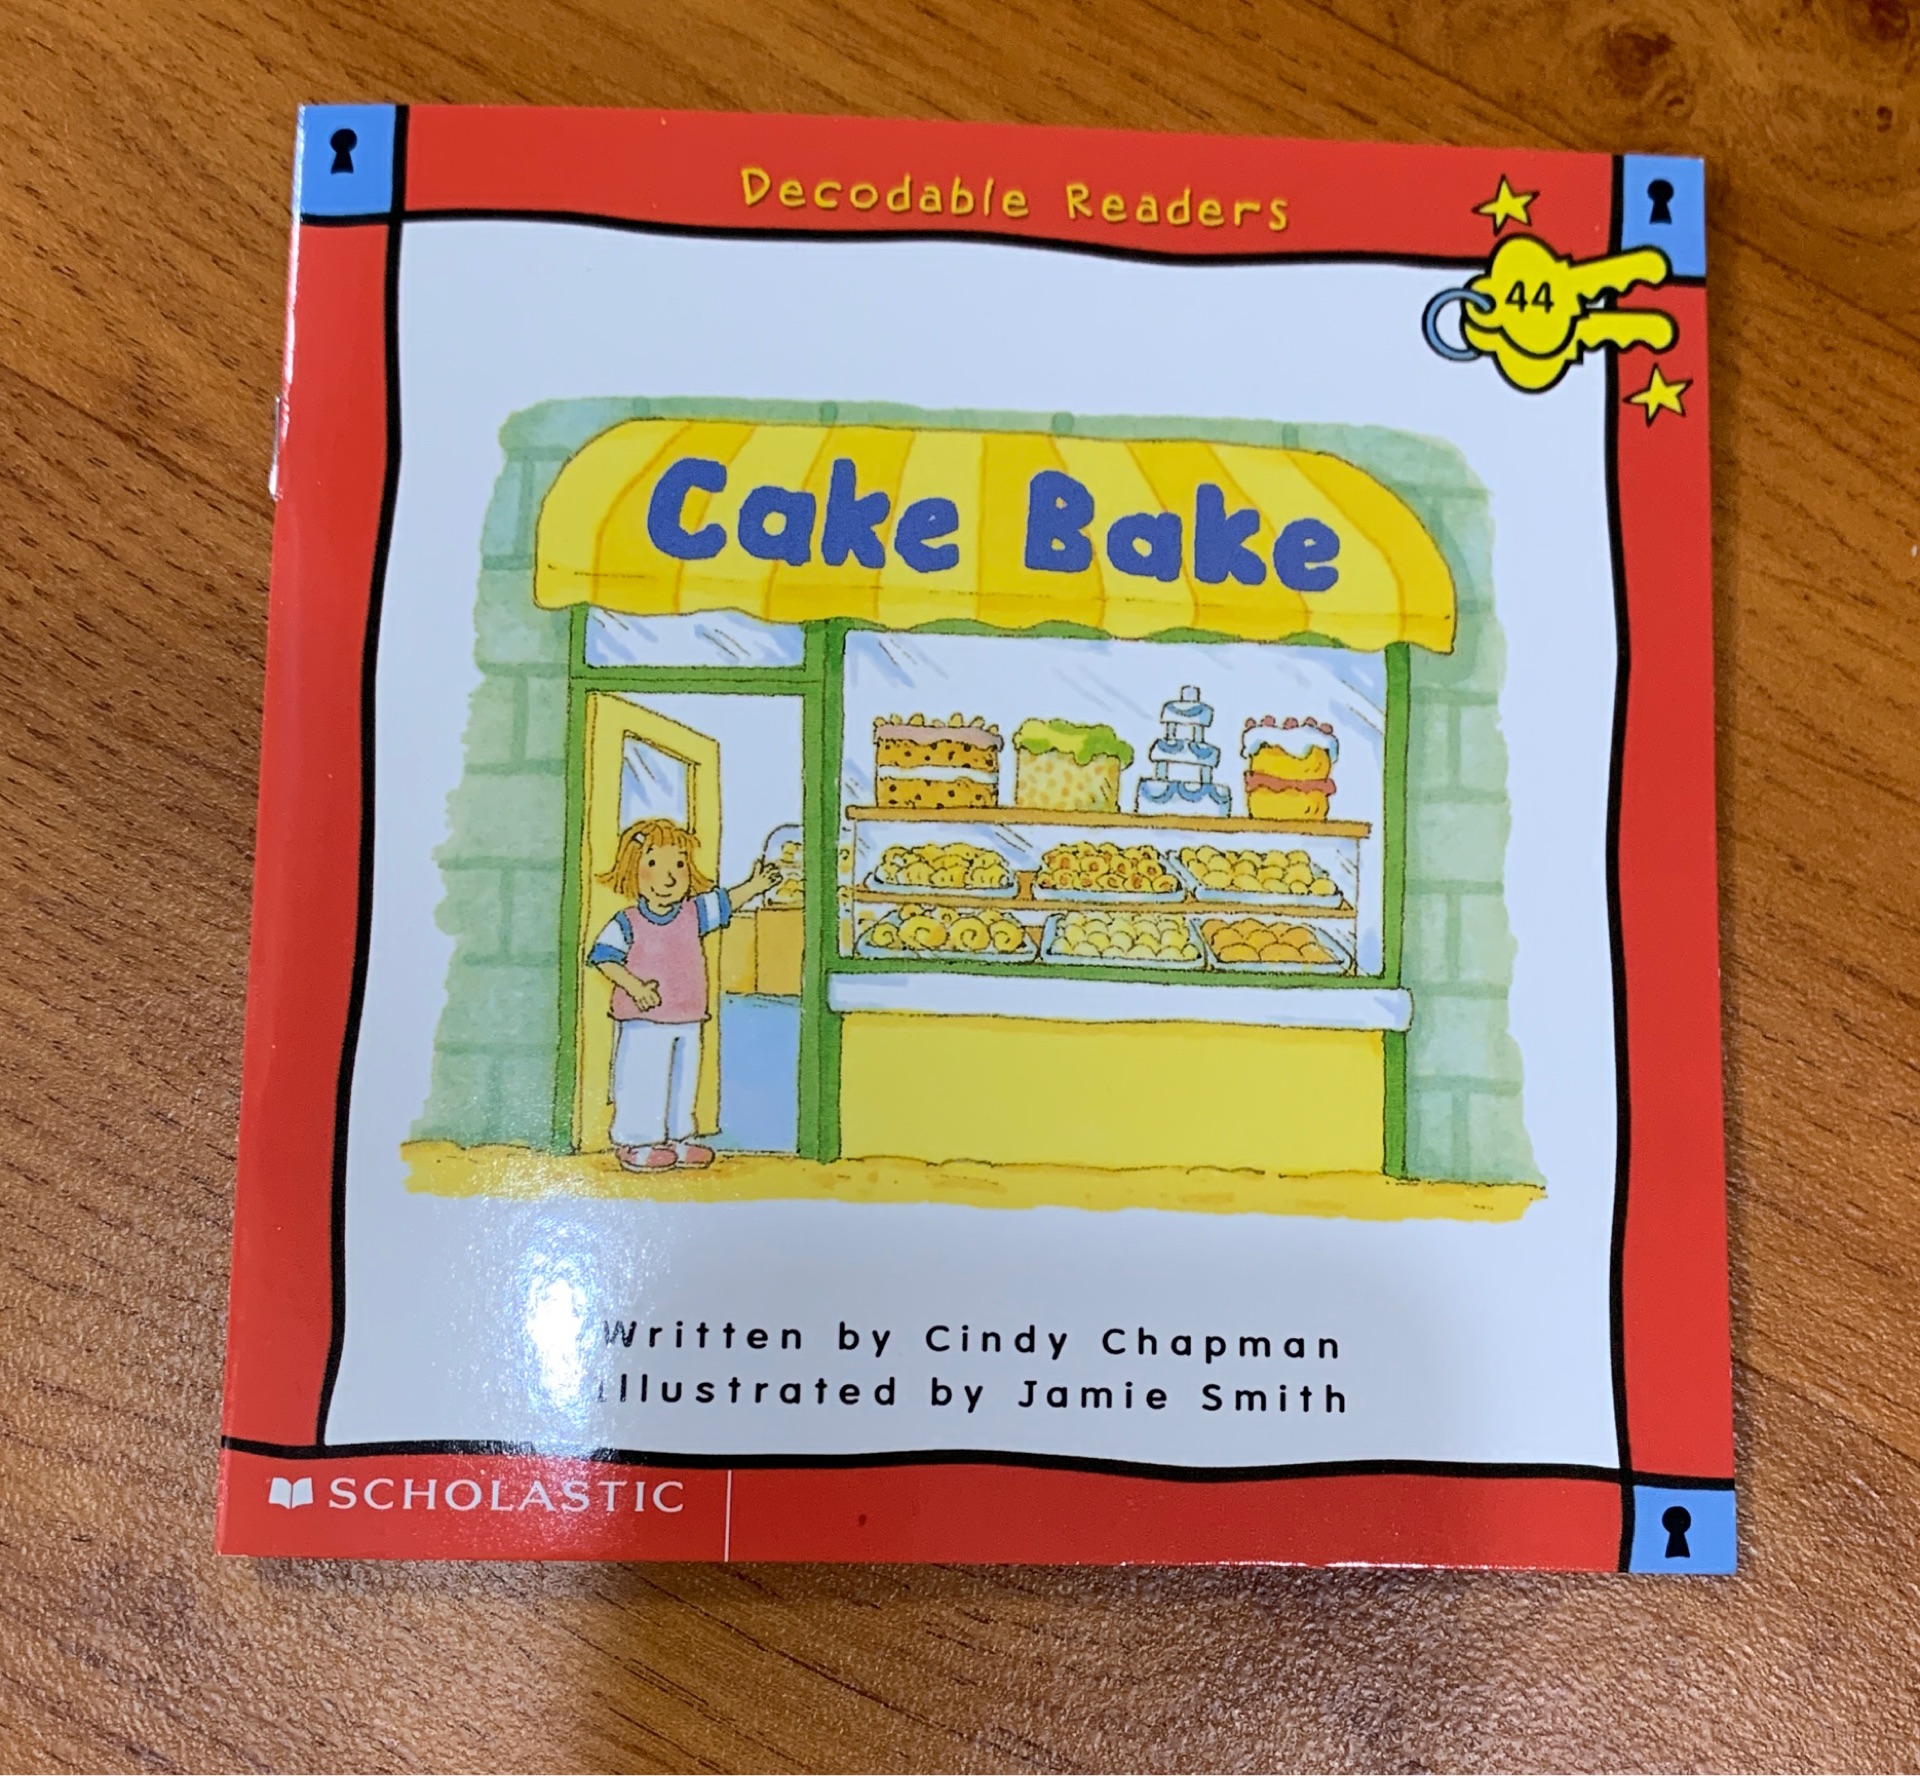 Decodable Readers
44
Cake Bake
Written by Cindy Chapman
Illustrated by Jamie Smith
SCHOLASTIC